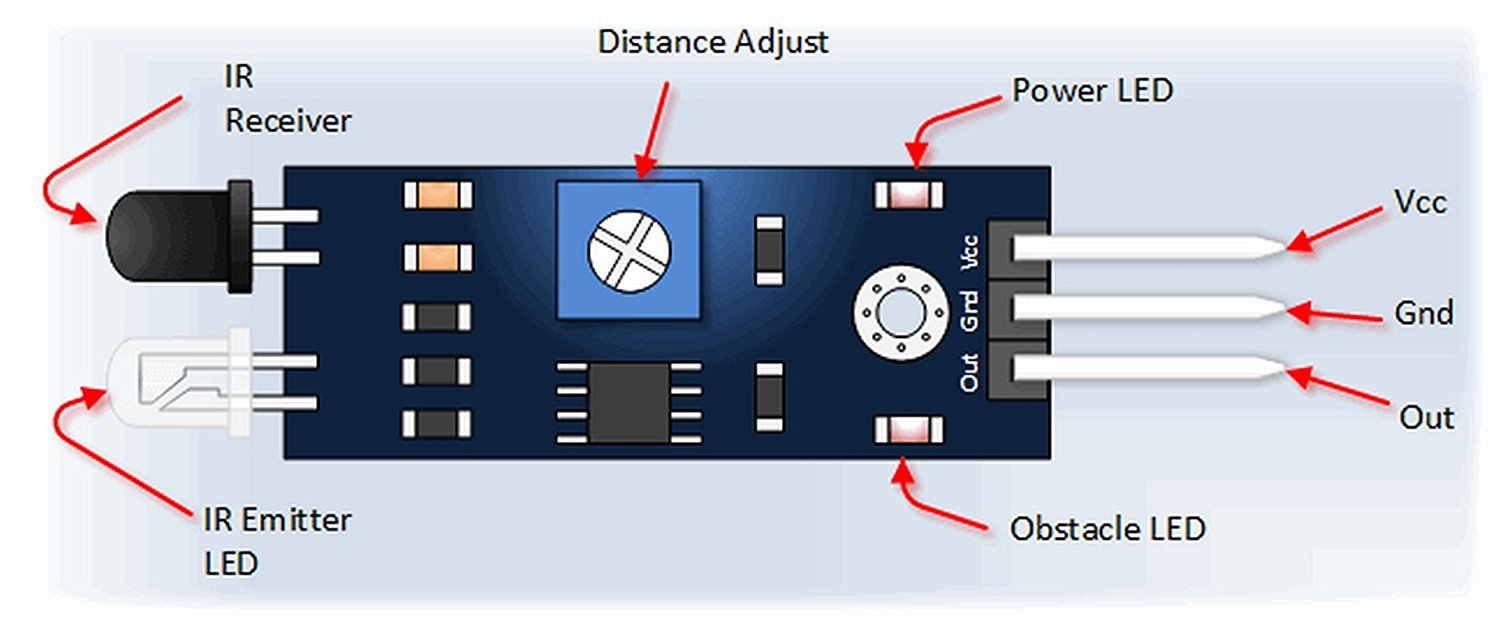 Distance Adjust
IR
Receiver
Power LED
Vcc
Gnd
Out
Vcc
Gnd
Out
IR Emitter
LED
Obstacle LED